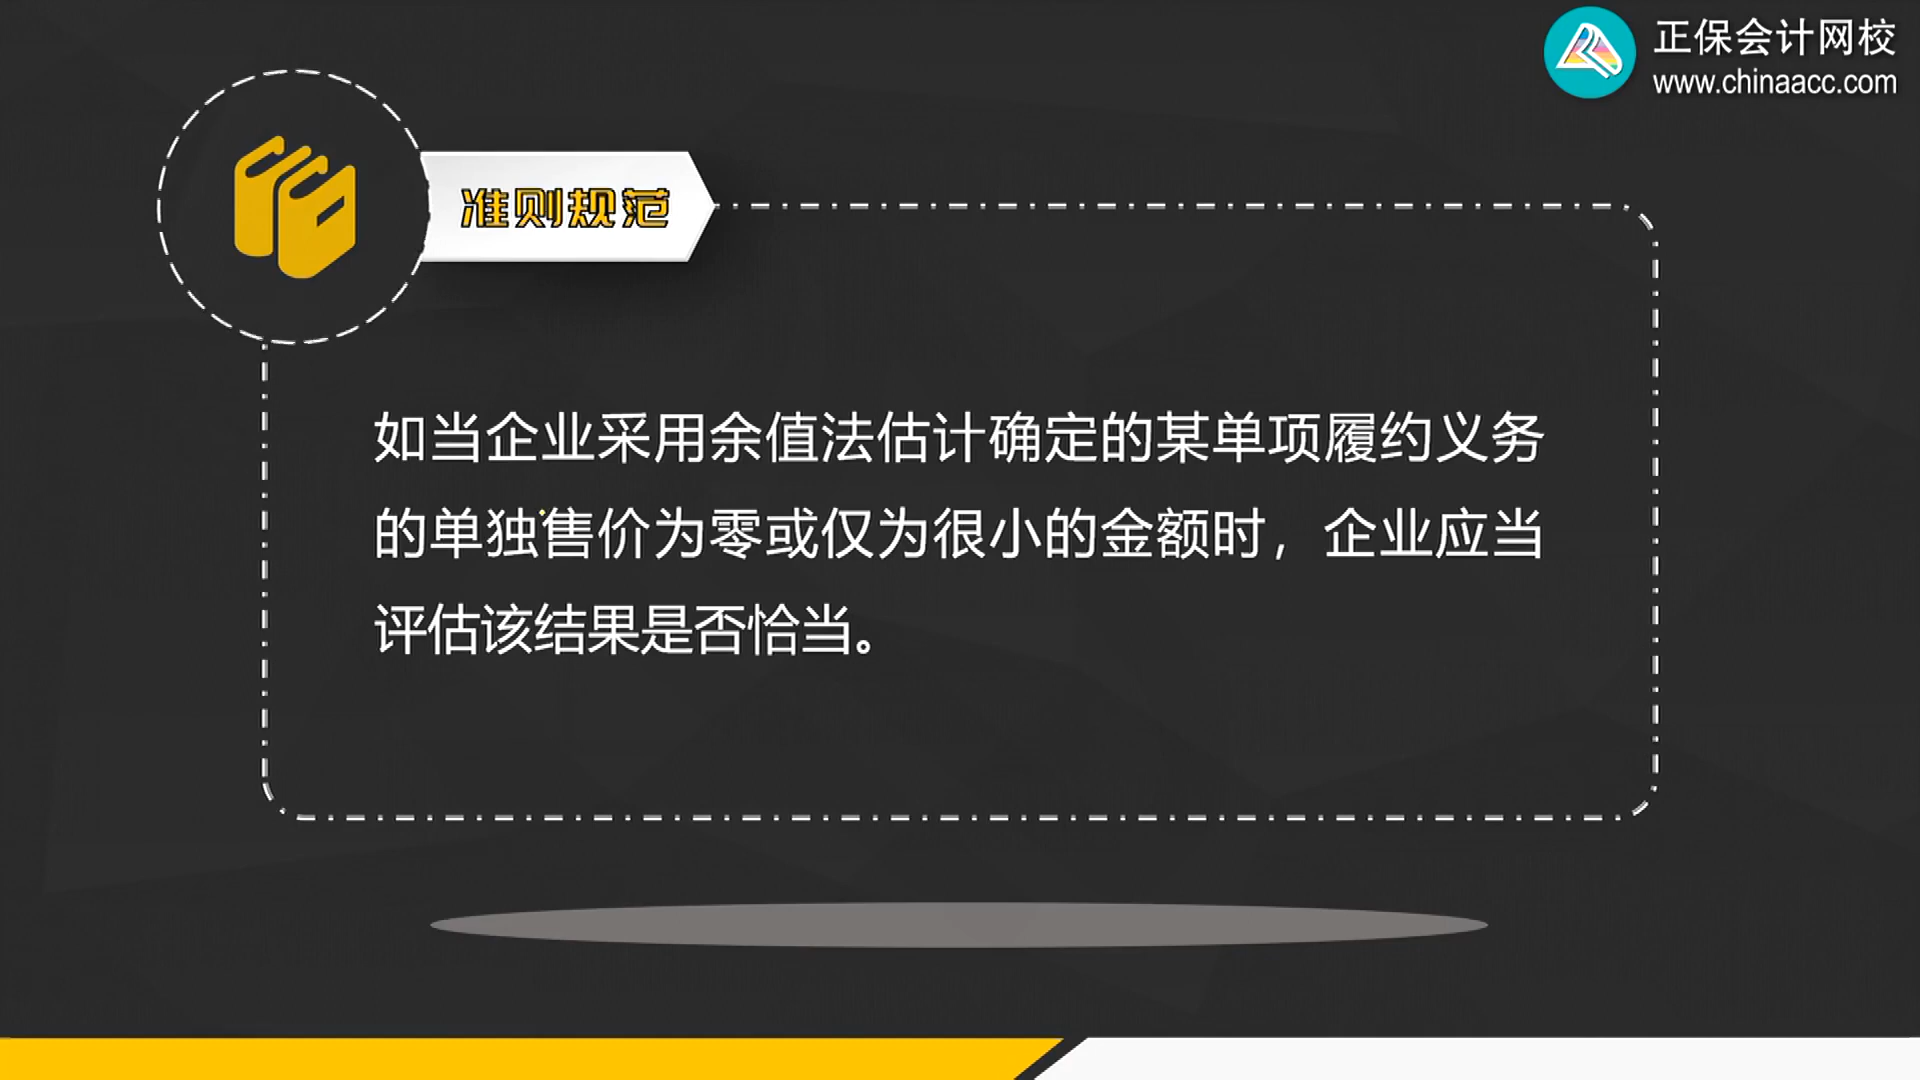 正保会计网校
www.chinaacc.com
准则规范
如当企业采用余值法估计确定的某单项履约义务
的单独售价为零或仅为很小的金额时，企业应当
评估该结果是否恰当。